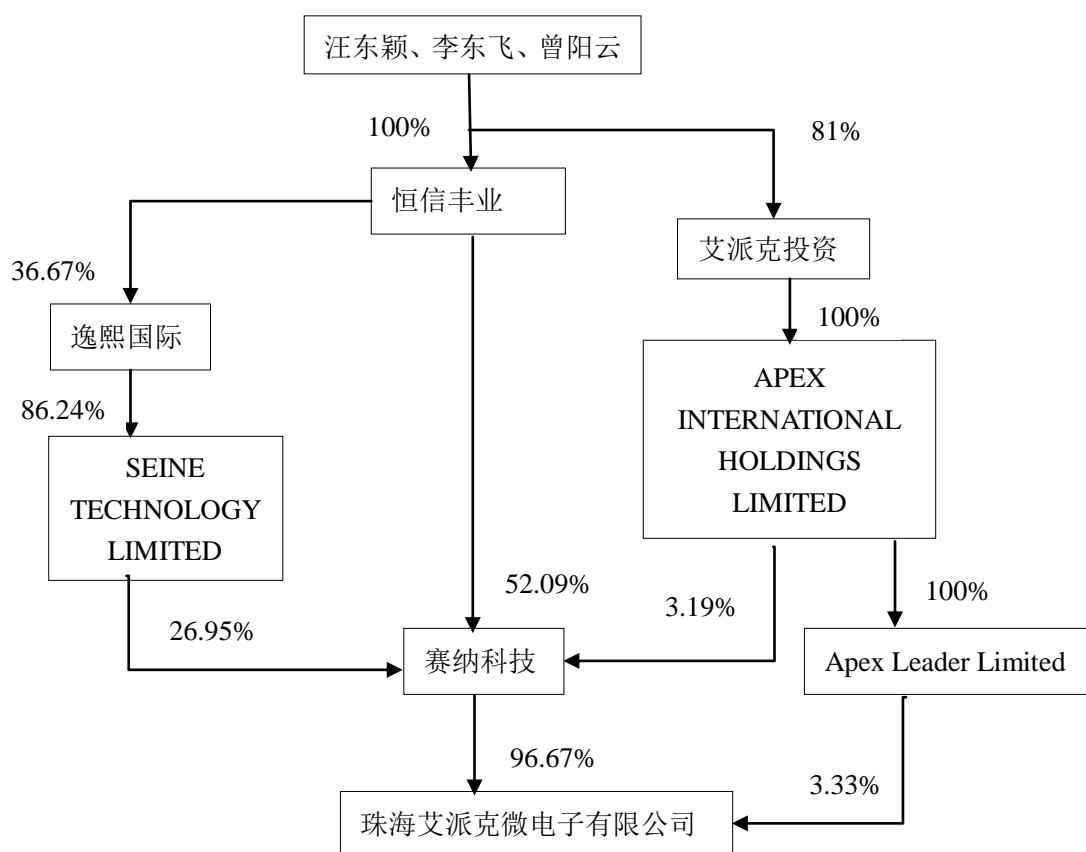 汪东颖、李东飞、曾阳云
100%
81%
恒信丰业
艾派克投资
36.67%
100%
逸熙国际
APEX
INTERNATIONAL
HOLDINGS
LIMITED
86.24%
SEINE
TECHNOLOGY
LIMITED
52.09%
3.19%
100%
26.95%
赛纳科技
Apex Leader Limited
96.67%
3.33%
珠海艾派克微电子有限公司